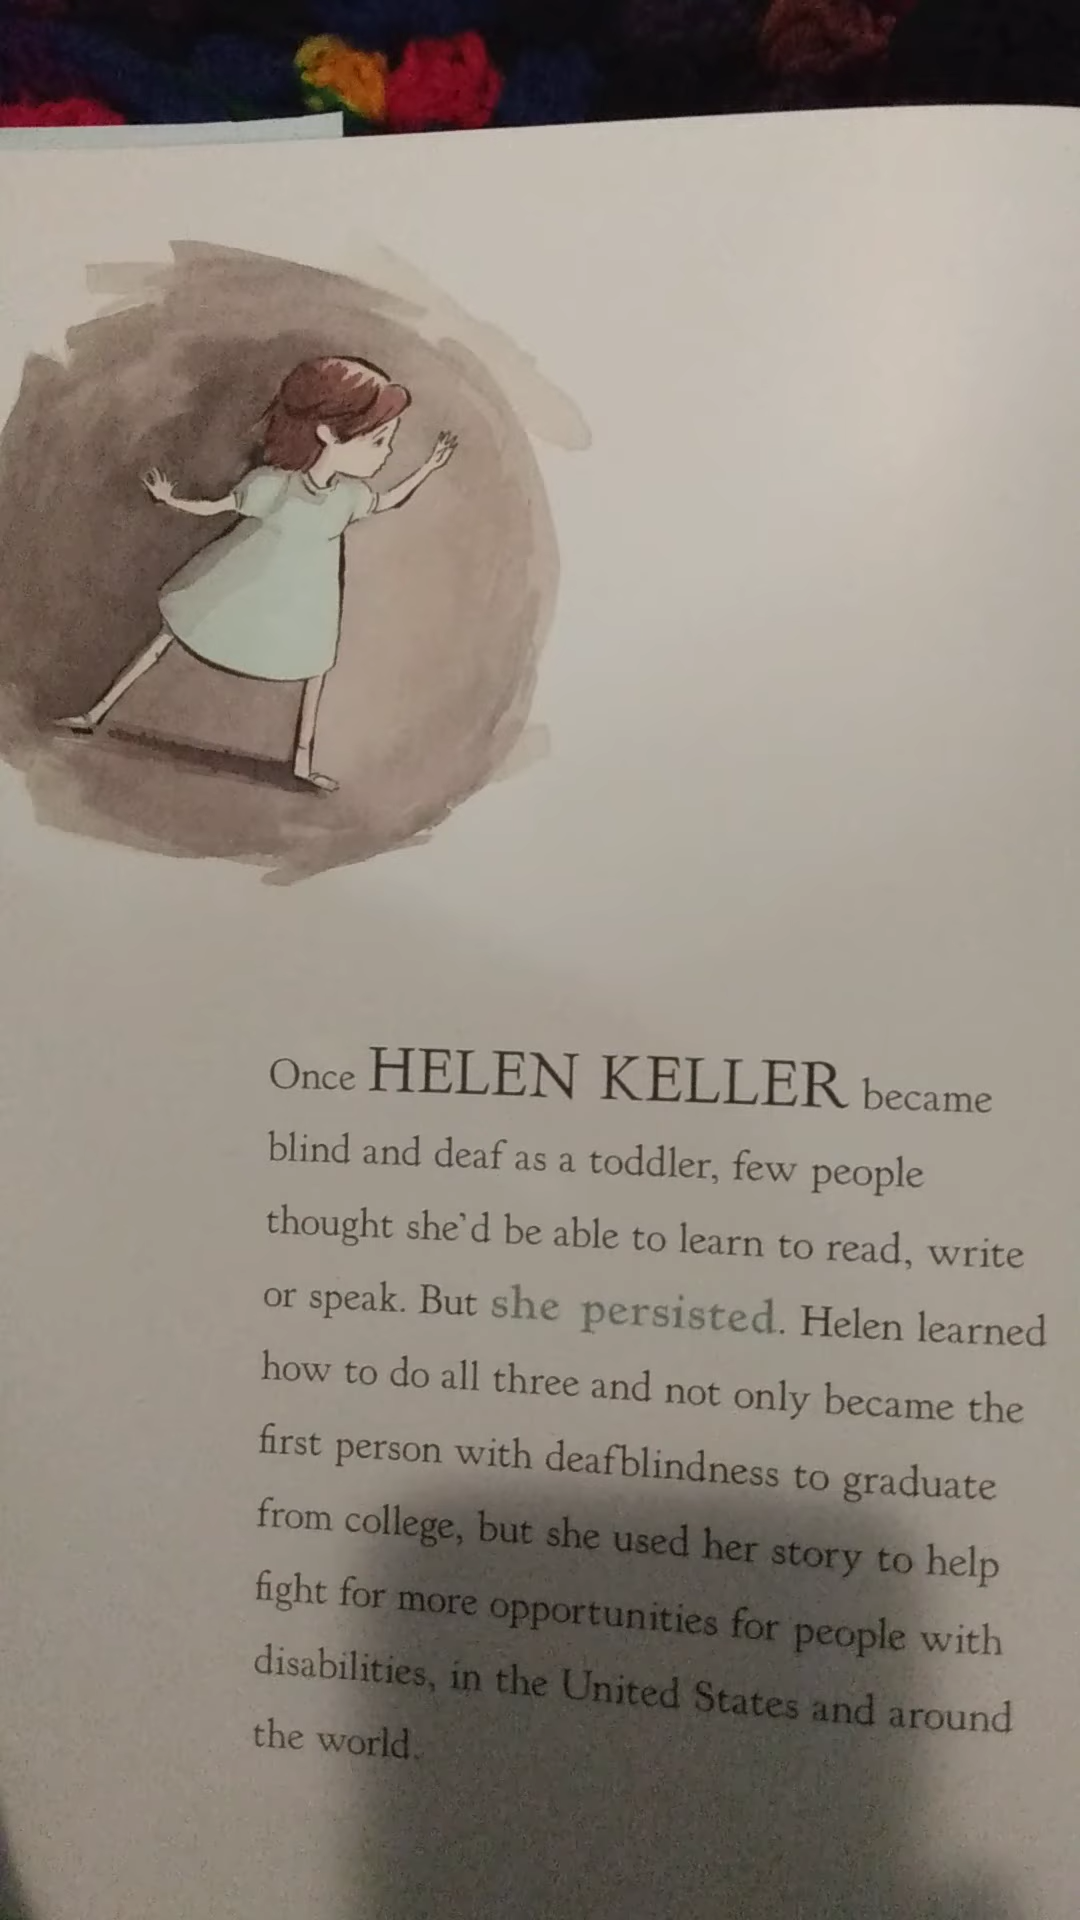 Once HELEN KELLER became
blind and deaf as a toddler, few people
thought she'd be able to learn to read, write
or speak. But she persisted. Helen learned
how to do all three and not only became the
first person with deafblindness to graduate
from college, but she used her story to help
fight for more opportunities for people with
disabilities, in the United States and around
the world.